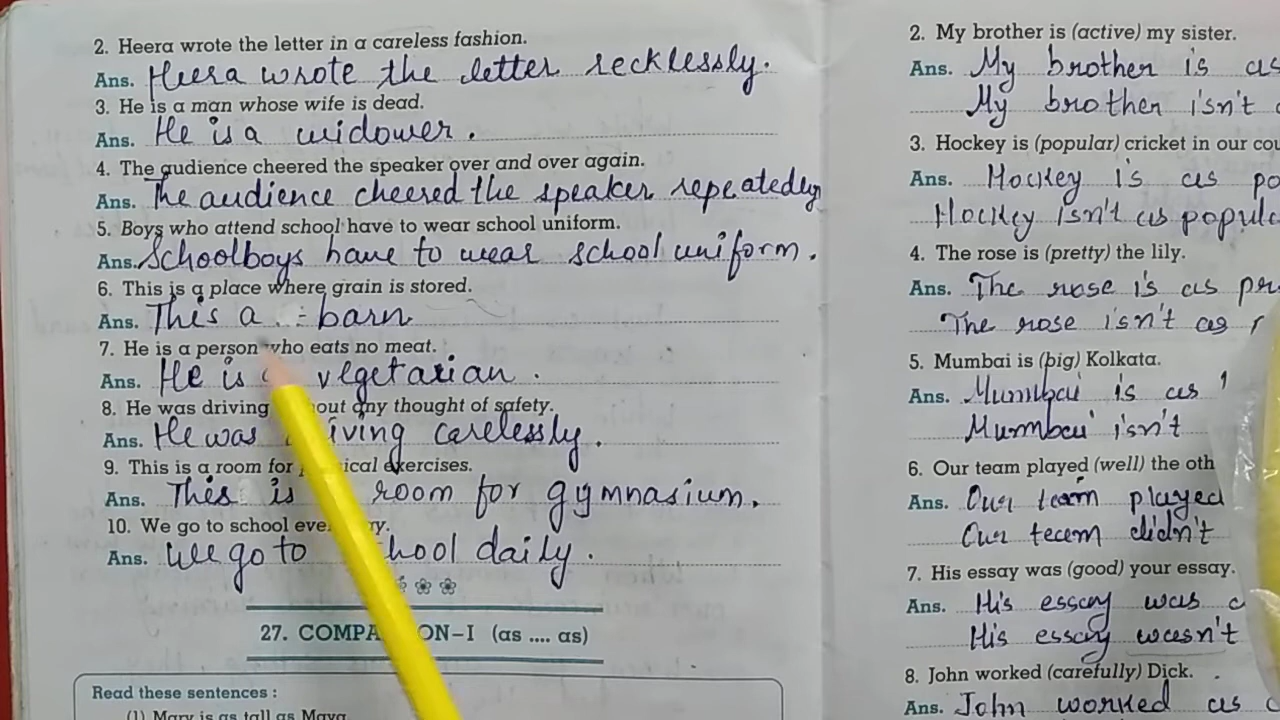 2. Heera wrote the letter in a careless fashion.
Ans. Heera wrote the letter recklessly.
3. He is a man whose wife is dead.
Ans. He is a widower.
4. The audience cheered the speaker over and over again.
Ans. The audience cheered the speaker repeatedly
5. Boys who attend school have to wear school uniform.
Ans. Schoolboys have to wear school uniform.
6. This is a place where grain is stored.
Ans. This a barn
7. He is a person who eats no meat.
Ans. He is vegetarian.
8. He was driving any thought of safety.
Ans. He was carelessly.
9. This is a room for exercises.
Ans. This is room for gymnasium.
10. We go to school
Ans. We go to daily.
27. (as .... as)
Read these sentences :
(1) Mary is as tall as Maya
2. My brother is (active) my sister.
Ans. My brother is as
My brother isn't
3. Hockey is (popular) cricket in our
Ans. Hockey is as
Hockey isn't as
4. The rose is (pretty) the lily.
Ans. The rose is as
The rose isn't as
5. Mumbai is (big) Kolkata.
Ans. Mumbai is as
Mumbai isn't
6. Our team played (well) the
Ans. Our team played
Our team didn't
7. His essay was (good) your essay.
Ans. His essay was
His essay wasn't
8. John worked (carefully) Dick.
Ans. John worked as